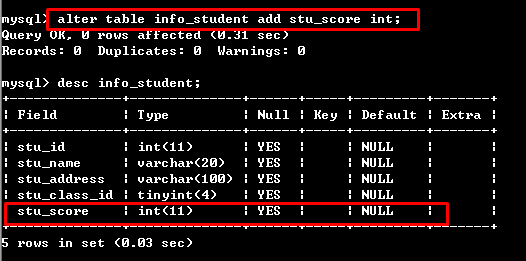 mysql> alter table info_student add stu_score int;
Query OK, 0 rows affected (0.31 sec)
Records: 0  Duplicates: 0  Warnings: 0
mysql> desc info_student;
+--------------+--------------+------+-----+---------+-------+
| Field        | Type         | Null | Key | Default | Extra |
+--------------+--------------+------+-----+---------+-------+
| stu_id       | int(11)      | YES  |     | NULL    |       |
| stu_name     | varchar(20)  | YES  |     | NULL    |       |
| stu_address  | varchar(100) | YES  |     | NULL    |       |
| stu_class_id | tinyint(4)   | YES  |     | NULL    |       |
| stu_score    | int(11)      | YES  |     | NULL    |       |
+--------------+--------------+------+-----+---------+-------+
5 rows in set (0.03 sec)